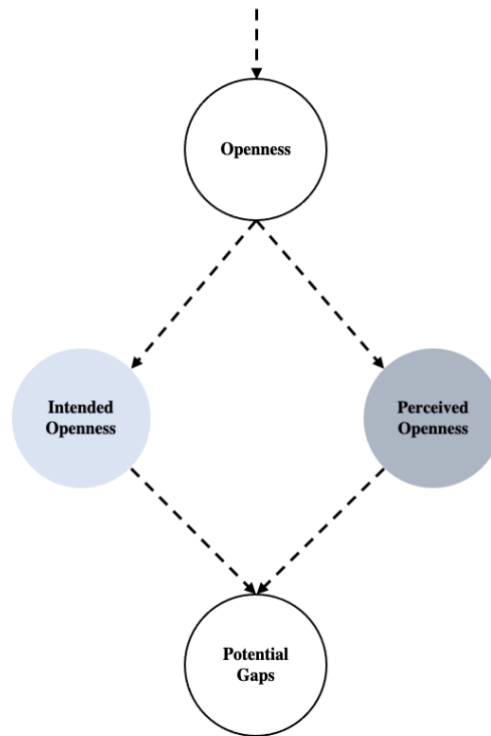 Openness
Intended
Openness
Perceived
Openness
Potential
Gaps